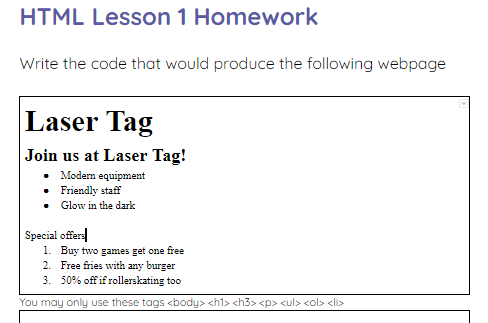 HTML Lesson 1 Homework
Write the code that would produce the following webpage
Laser Tag
Join us at Laser Tag!
• Modern equipment
• Friendly staff
• Glow in the dark
Special offers
1. Buy two games get one free
2. Free fries with any burger
3. 50% off if rollerskating too
You may only use these tags <body> <h1> <h3> <p> <ul> <ol> <li>